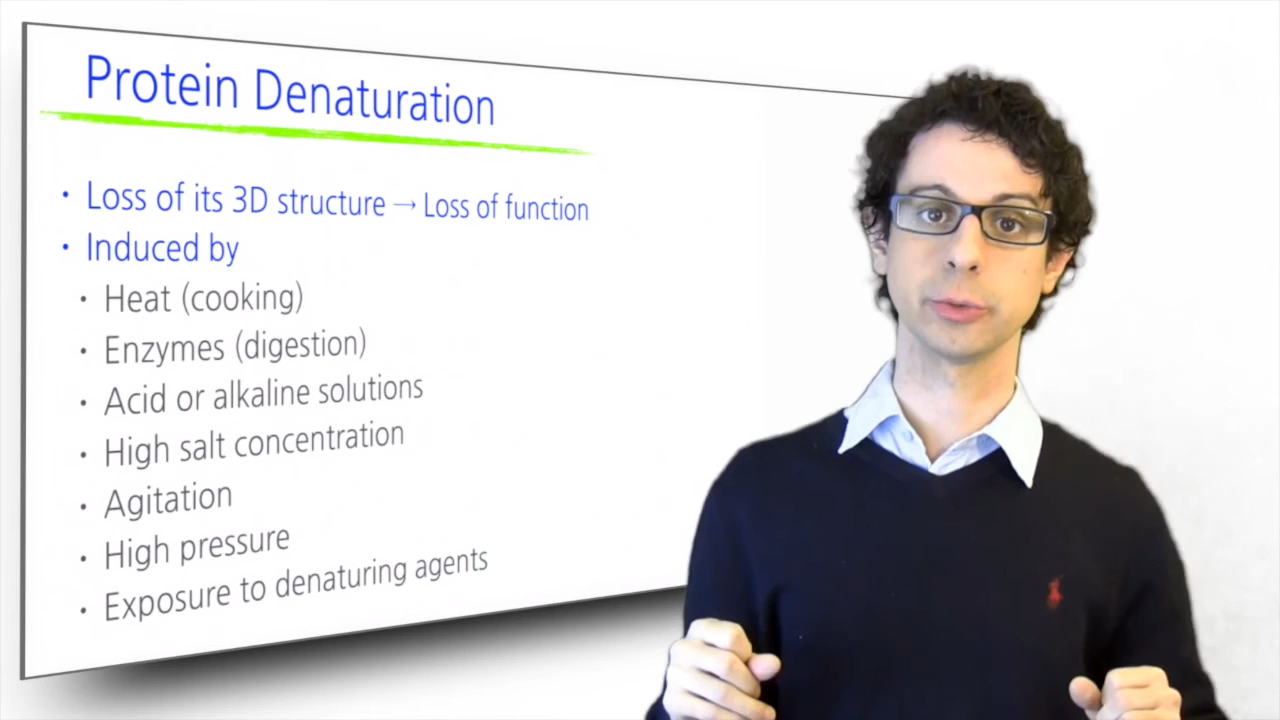 Protein Denaturation
• Loss of its 3D structure → Loss of function
• Induced by
• Heat (cooking)
• Enzymes (digestion)
• Acid or alkaline solutions
• High salt concentration
• Agitation
• High pressure
• Exposure to denaturing agents